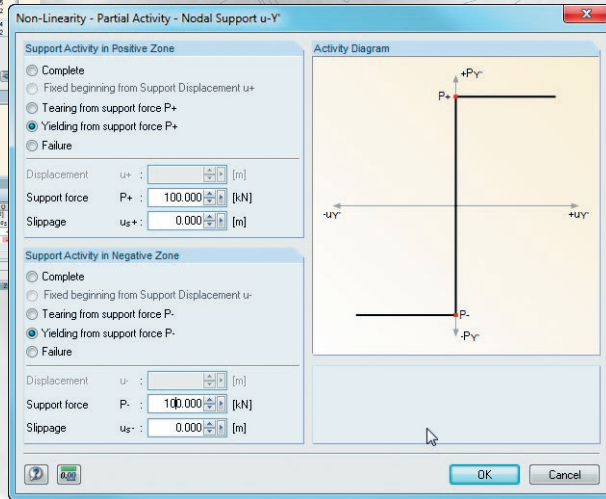 Non-Linearity - Partial Activity - Nodal Support u-Y'
Support Activity in Positive Zone
Complete
Fixed beginning from Support Displacement u+
Tearing from support force P+
Yielding from support force P+
Failure
Displacement u+ : [m]
Support force P+ : 100.000 [kN]
Slippage us+ : 0.000 [m]
Support Activity in Negative Zone
Complete
Fixed beginning from Support Displacement u-
Tearing from support force P-
Yielding from support force P-
Failure
Displacement u- : [m]
Support force P- : 100.000 [kN]
Slippage us- : 0.000 [m]
Activity Diagram
+PY'
P+
-uY'
+uY'
P-
-PY'
0.00
OK
Cancel